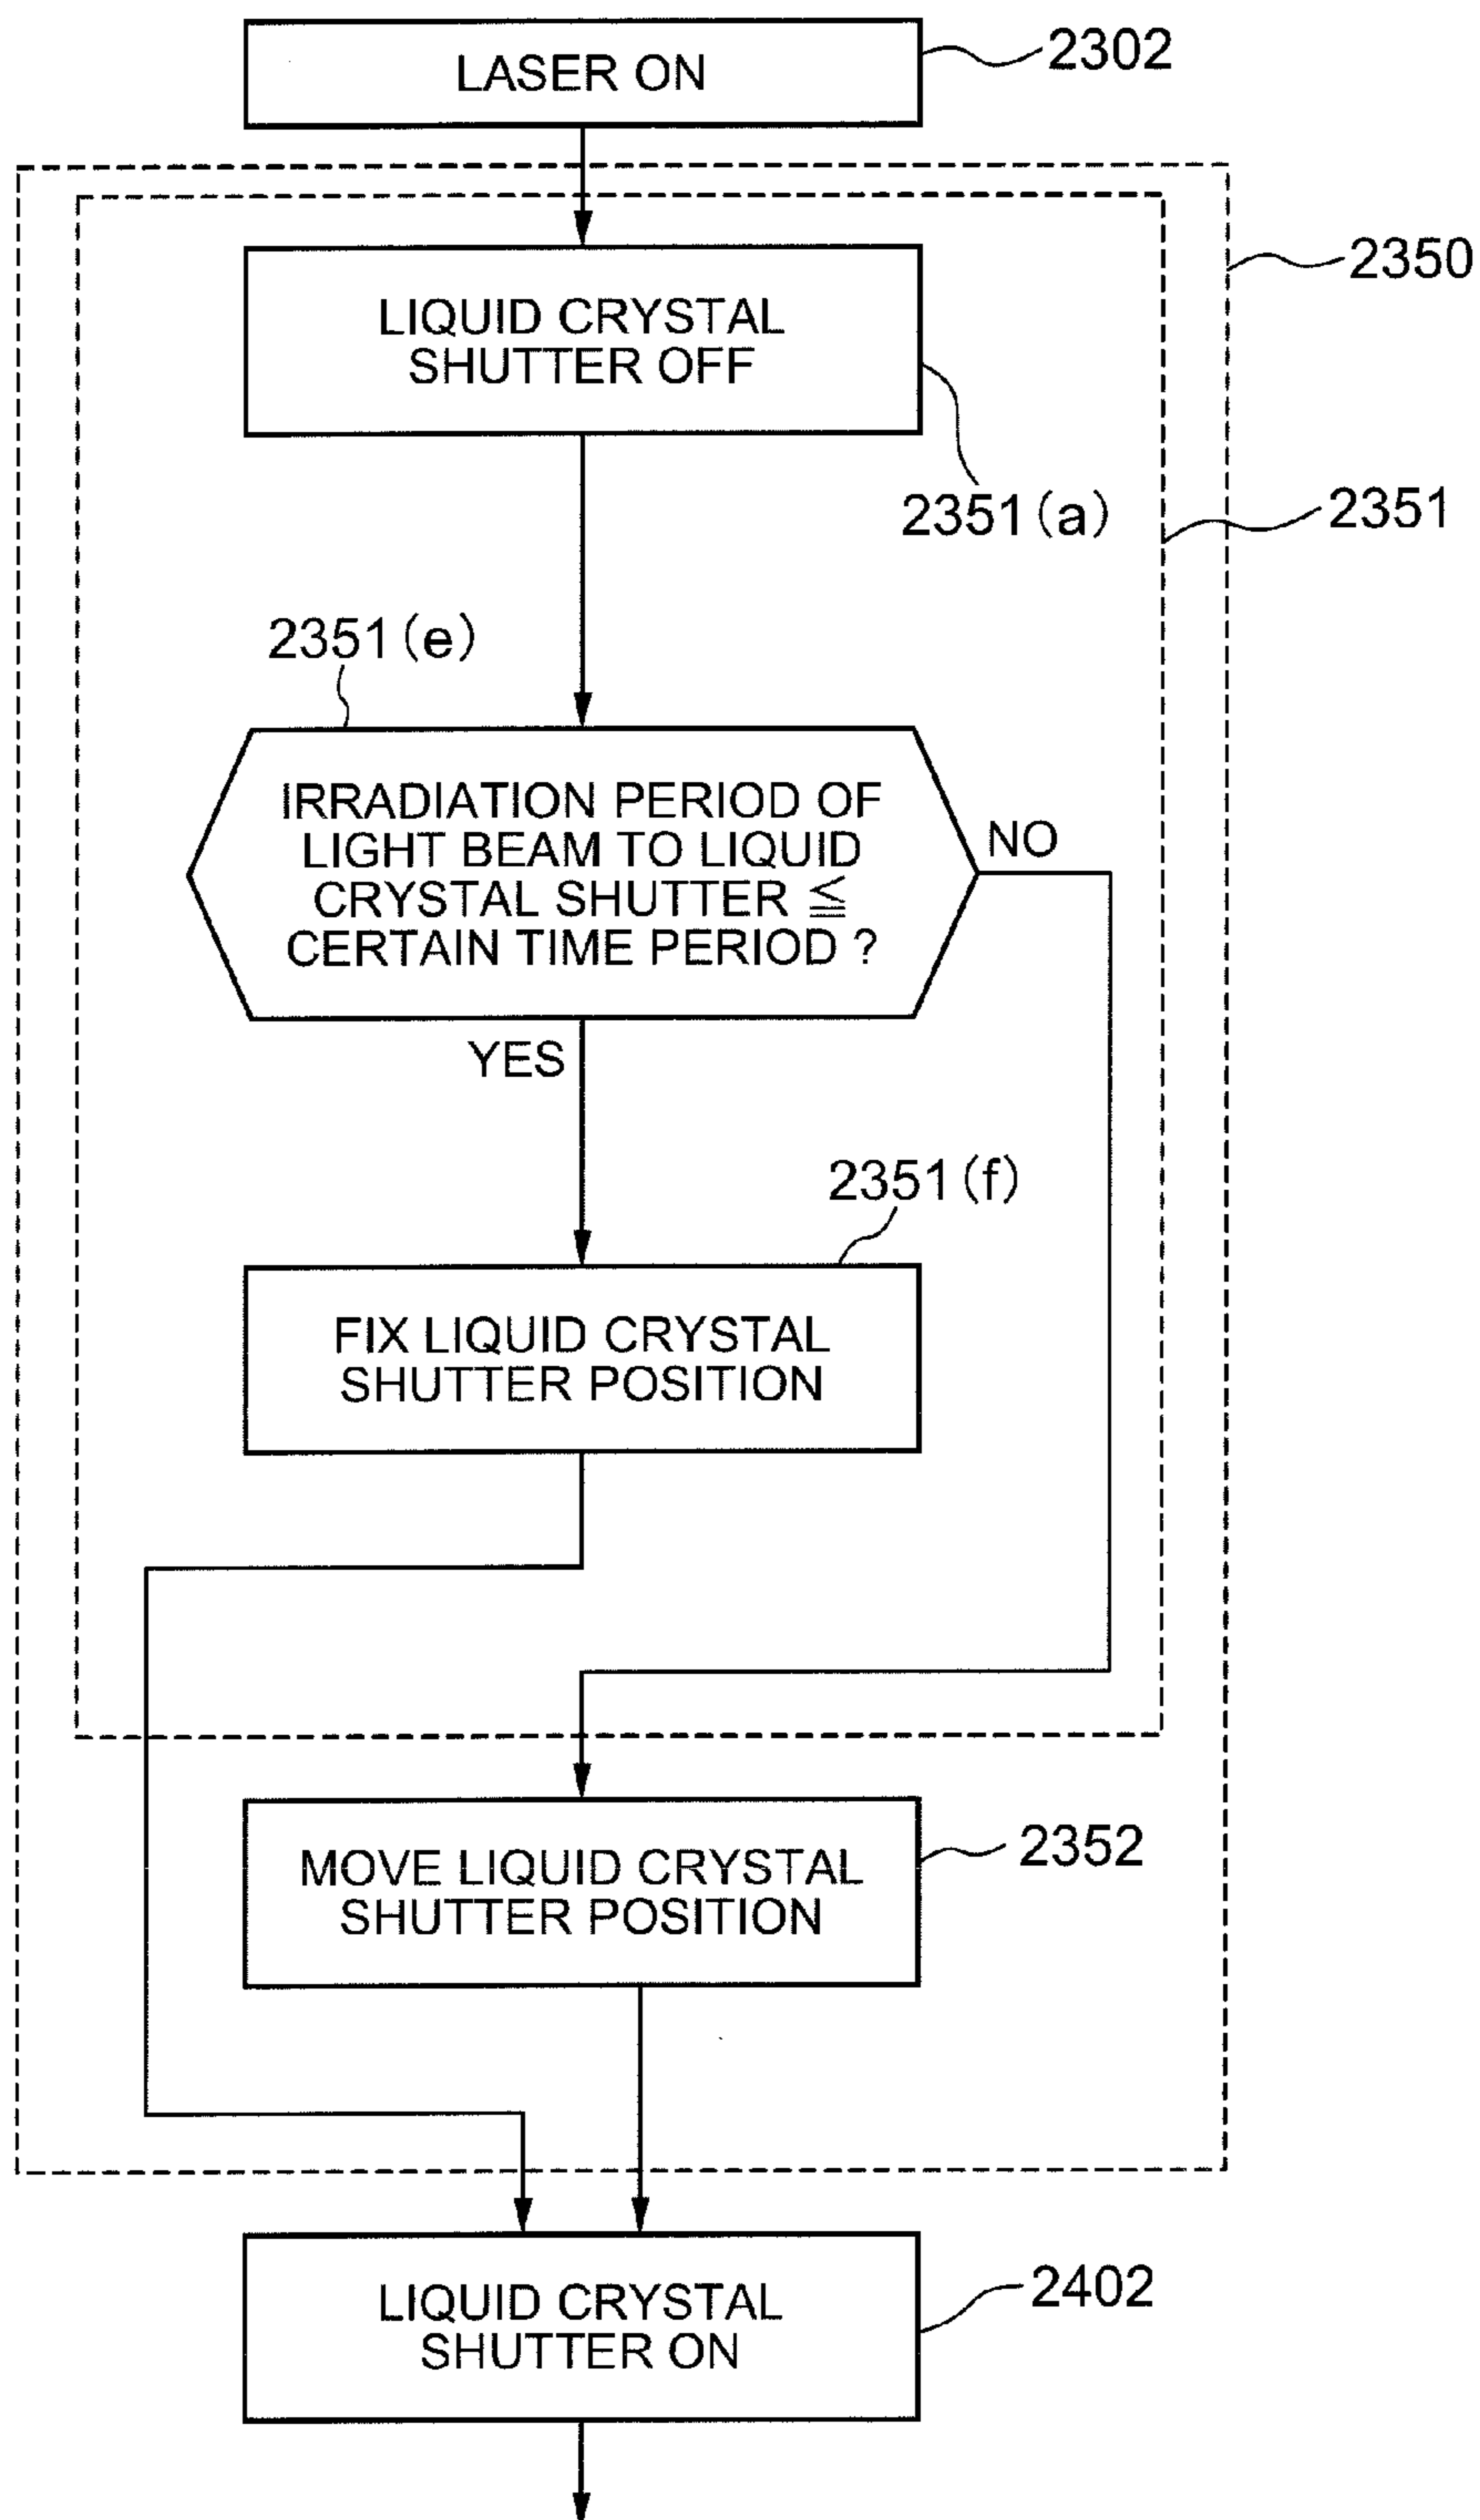 LASER ON
2302
2350
LIQUID CRYSTAL
SHUTTER OFF
2351(a)
2351
2351(e)
IRRADIATION PERIOD OF
LIGHT BEAM TO LIQUID
CRYSTAL SHUTTER ≦
CERTAIN TIME PERIOD ?
NO
YES
2351(f)
FIX LIQUID CRYSTAL
SHUTTER POSITION
MOVE LIQUID CRYSTAL
SHUTTER POSITION
2352
LIQUID CRYSTAL
SHUTTER ON
2402